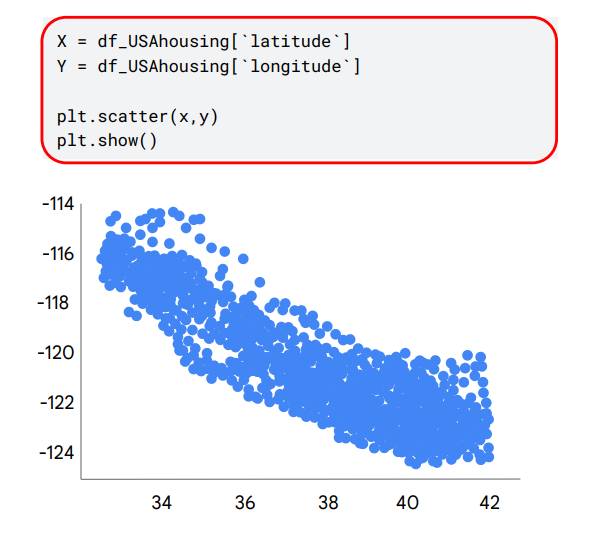 X = df_USAhousing[`latitude`]
Y = df_USAhousing[`longitude`]
plt.scatter(x,y)
plt.show()
-114
-116
-118
-120
-122
-124
34 36 38 40 42